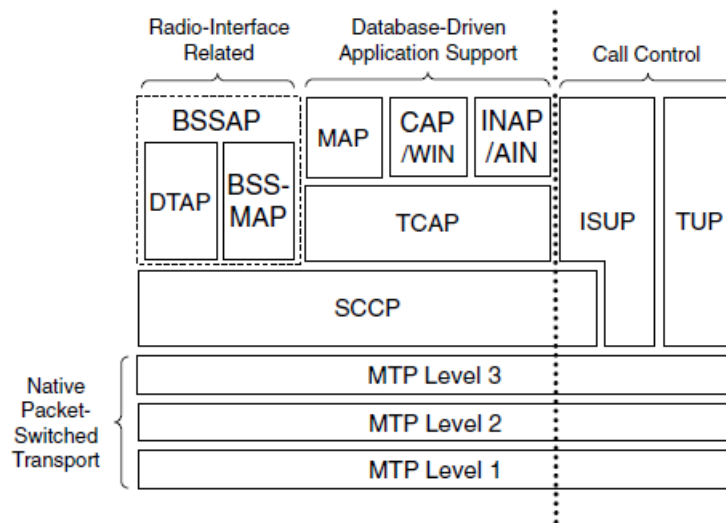 Radio-Interface
Related
Database-Driven
Application Support
Call Control
BSSAP
DTAP
BSS-
MAP
MAP
CAP
/WIN
INAP
/AIN
TCAP
ISUP
TUP
SCCP
Native
Packet-
Switched
Transport
MTP Level 3
MTP Level 2
MTP Level 1